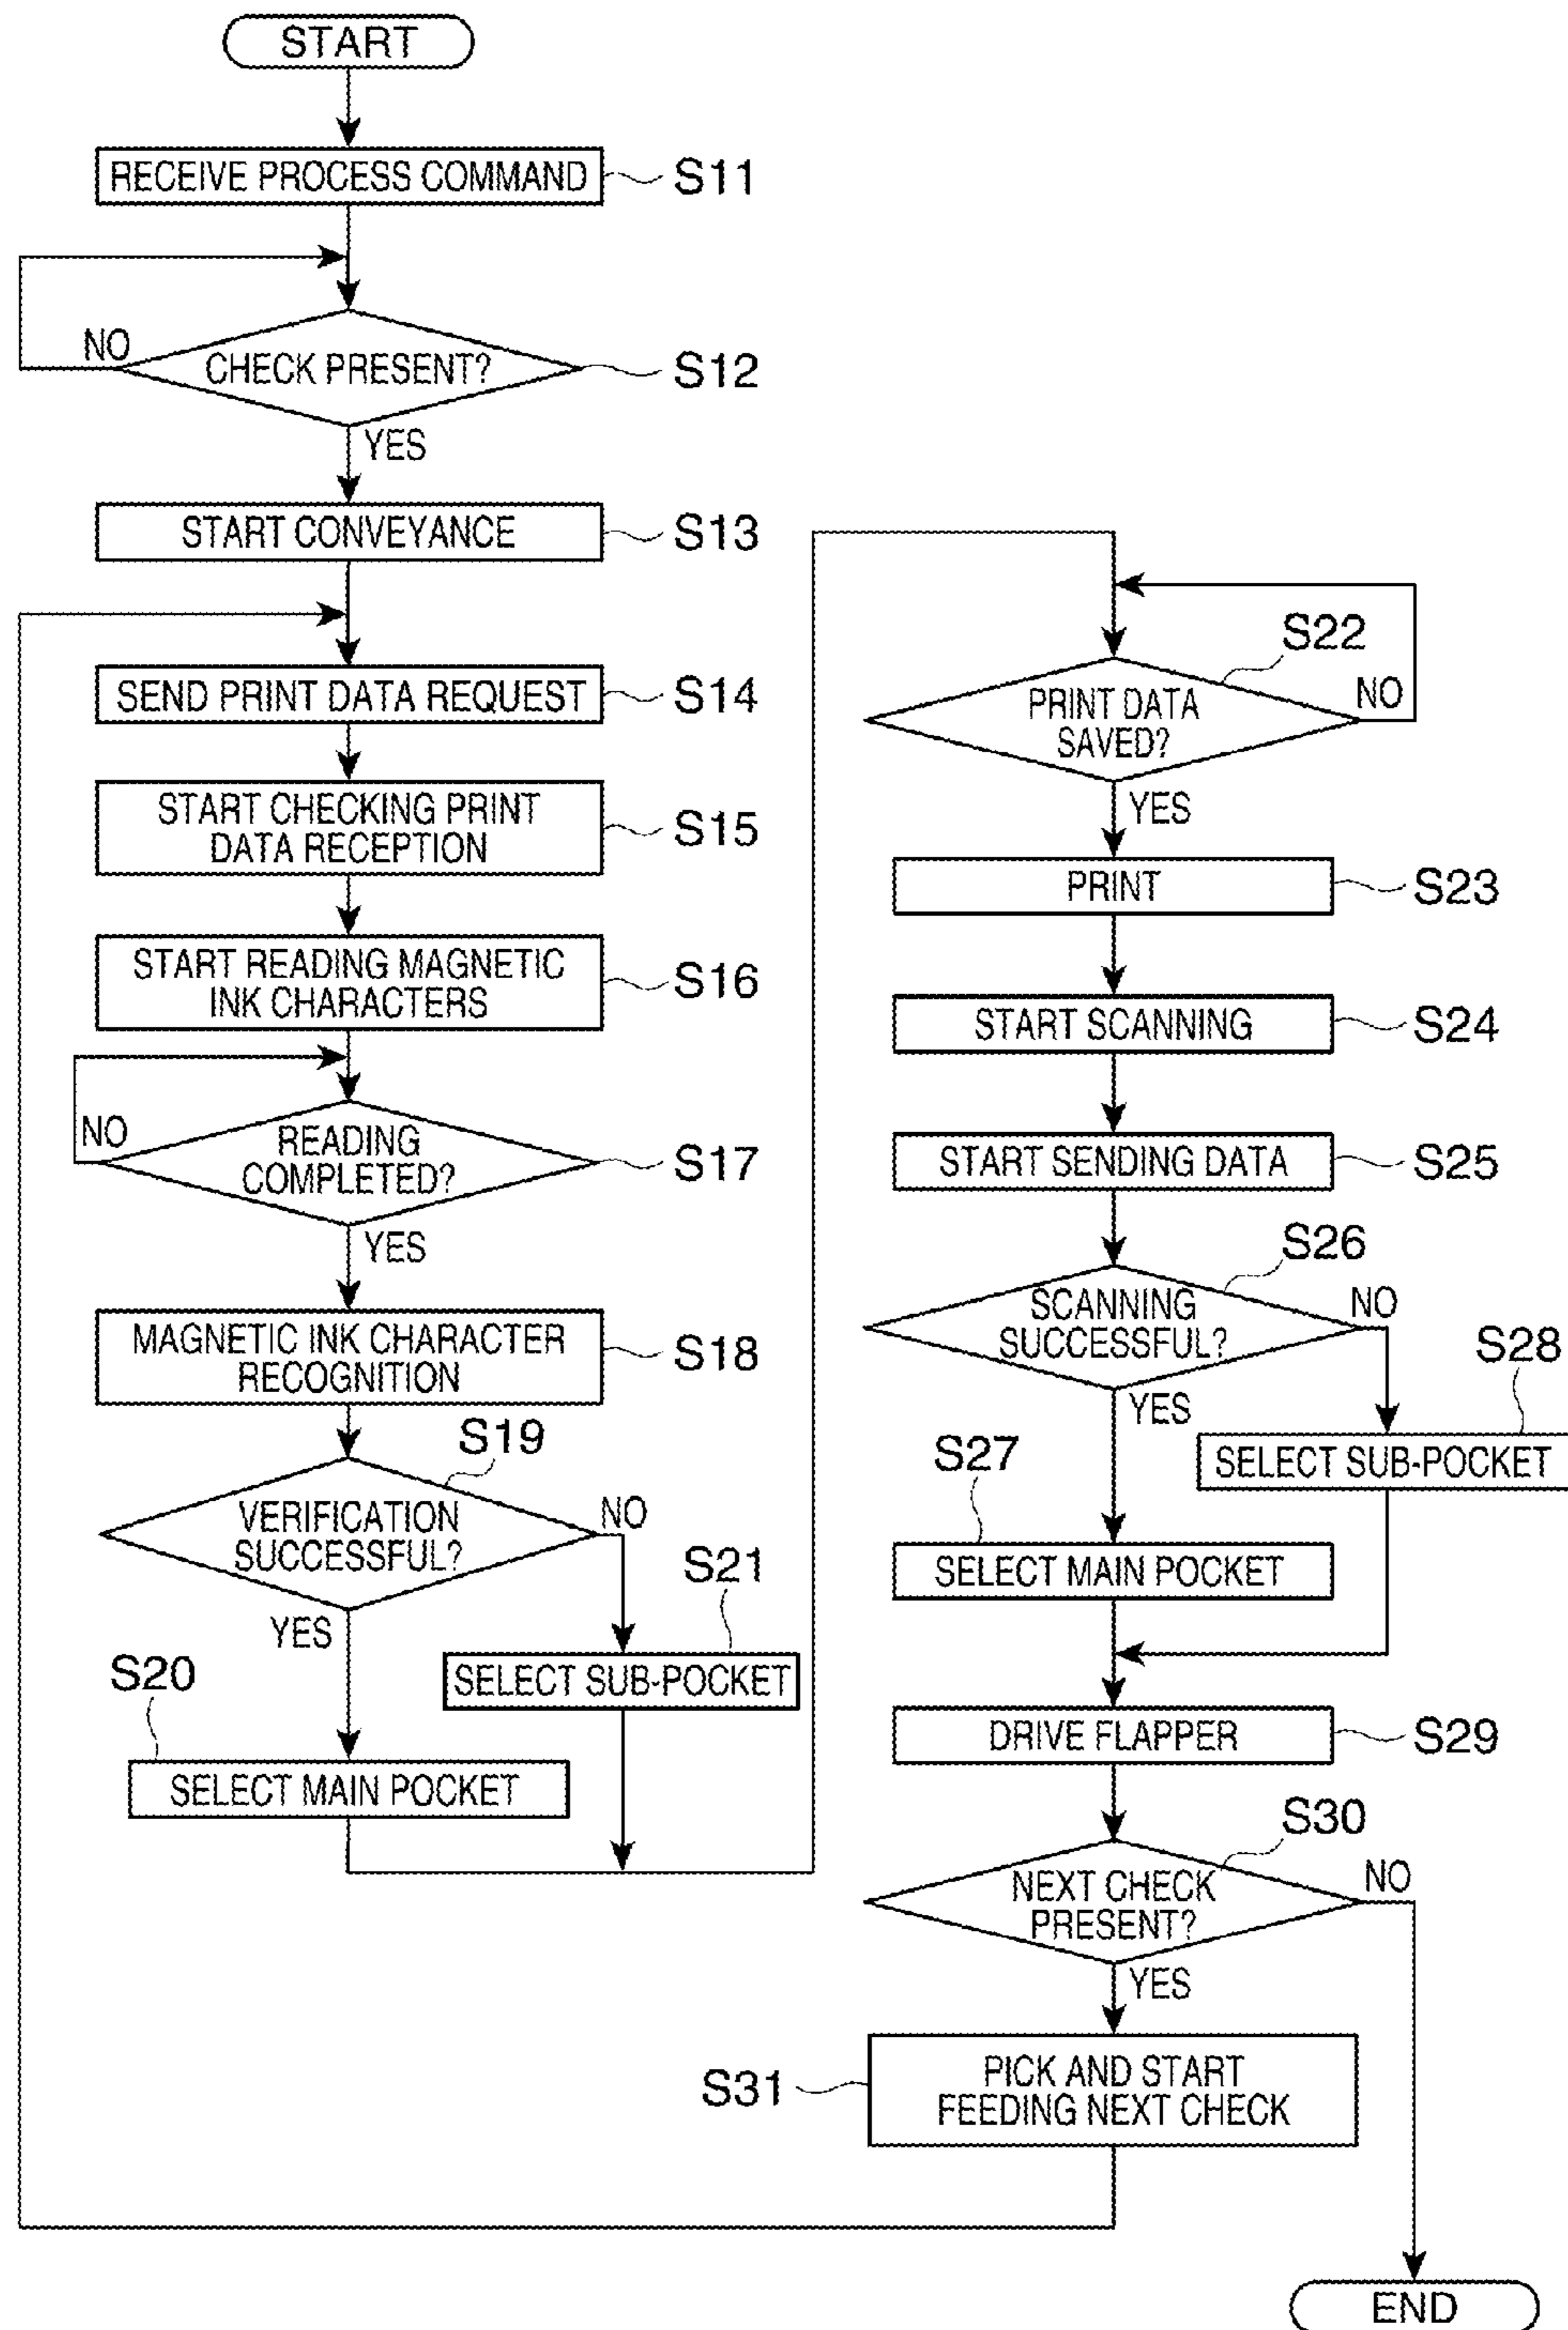 START
RECEIVE PROCESS COMMAND
S11
NO
CHECK PRESENT?
S12
YES
START CONVEYANCE
S13
SEND PRINT DATA REQUEST
S14
START CHECKING PRINT
DATA RECEPTION
S15
START READING MAGNETIC
INK CHARACTERS
S16
NO
READING
COMPLETED?
S17
YES
MAGNETIC INK CHARACTER
RECOGNITION
S18
S19
VERIFICATION
SUCCESSFUL?
NO
YES
S21
SELECT SUB-POCKET
S20
SELECT MAIN POCKET
S22
PRINT DATA
SAVED?
NO
YES
PRINT
S23
START SCANNING
S24
START SENDING DATA
S25
S26
SCANNING
SUCCESSFUL?
NO
YES
S28
SELECT SUB-POCKET
S27
SELECT MAIN POCKET
DRIVE FLAPPER
S29
S30
NEXT CHECK
PRESENT?
NO
YES
S31
PICK AND START
FEEDING NEXT CHECK
END